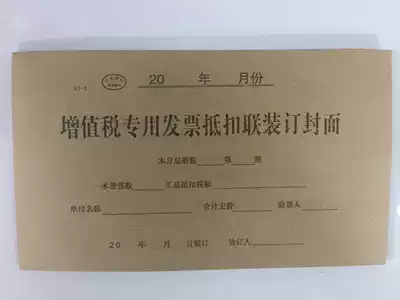 20 年 月份
增值税专用发票抵扣联装订封面
本月总册数 第 册
本册张数 汇总抵扣税额
单位名称 会计主管 验票人
20 年 月 日装订 装订人